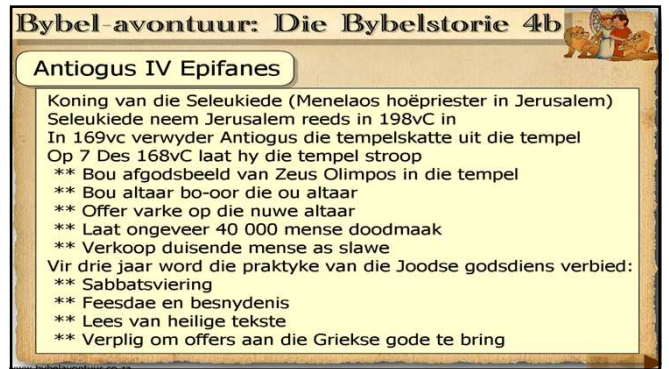 Bybel-avontuur: Die Bybelstorie 4b
Antiogus IV Epifanes
Koning van die Seleukiede (Menelaos hoëpriester in Jerusalem)
Seleukiede neem Jerusalem reeds in 198vC in
In 169vc verwyder Antiogus die tempelskatte uit die tempel
Op 7 Des 168vC laat hy die tempel stroop
** Bou afgodsbeeld van Zeus Olimpos in die tempel
** Bou altaar bo-oor die ou altaar
** Offer varke op die nuwe altaar
** Laat ongeveer 40 000 mense doodmaak
** Verkoop duisende mense as slawe
Vir drie jaar word die praktyke van die Joodse godsdiens verbied:
** Sabbatsviering
** Feesdae en besnydenis
** Lees van heilige tekste
** Verplig om offers aan die Griekse gode te bring